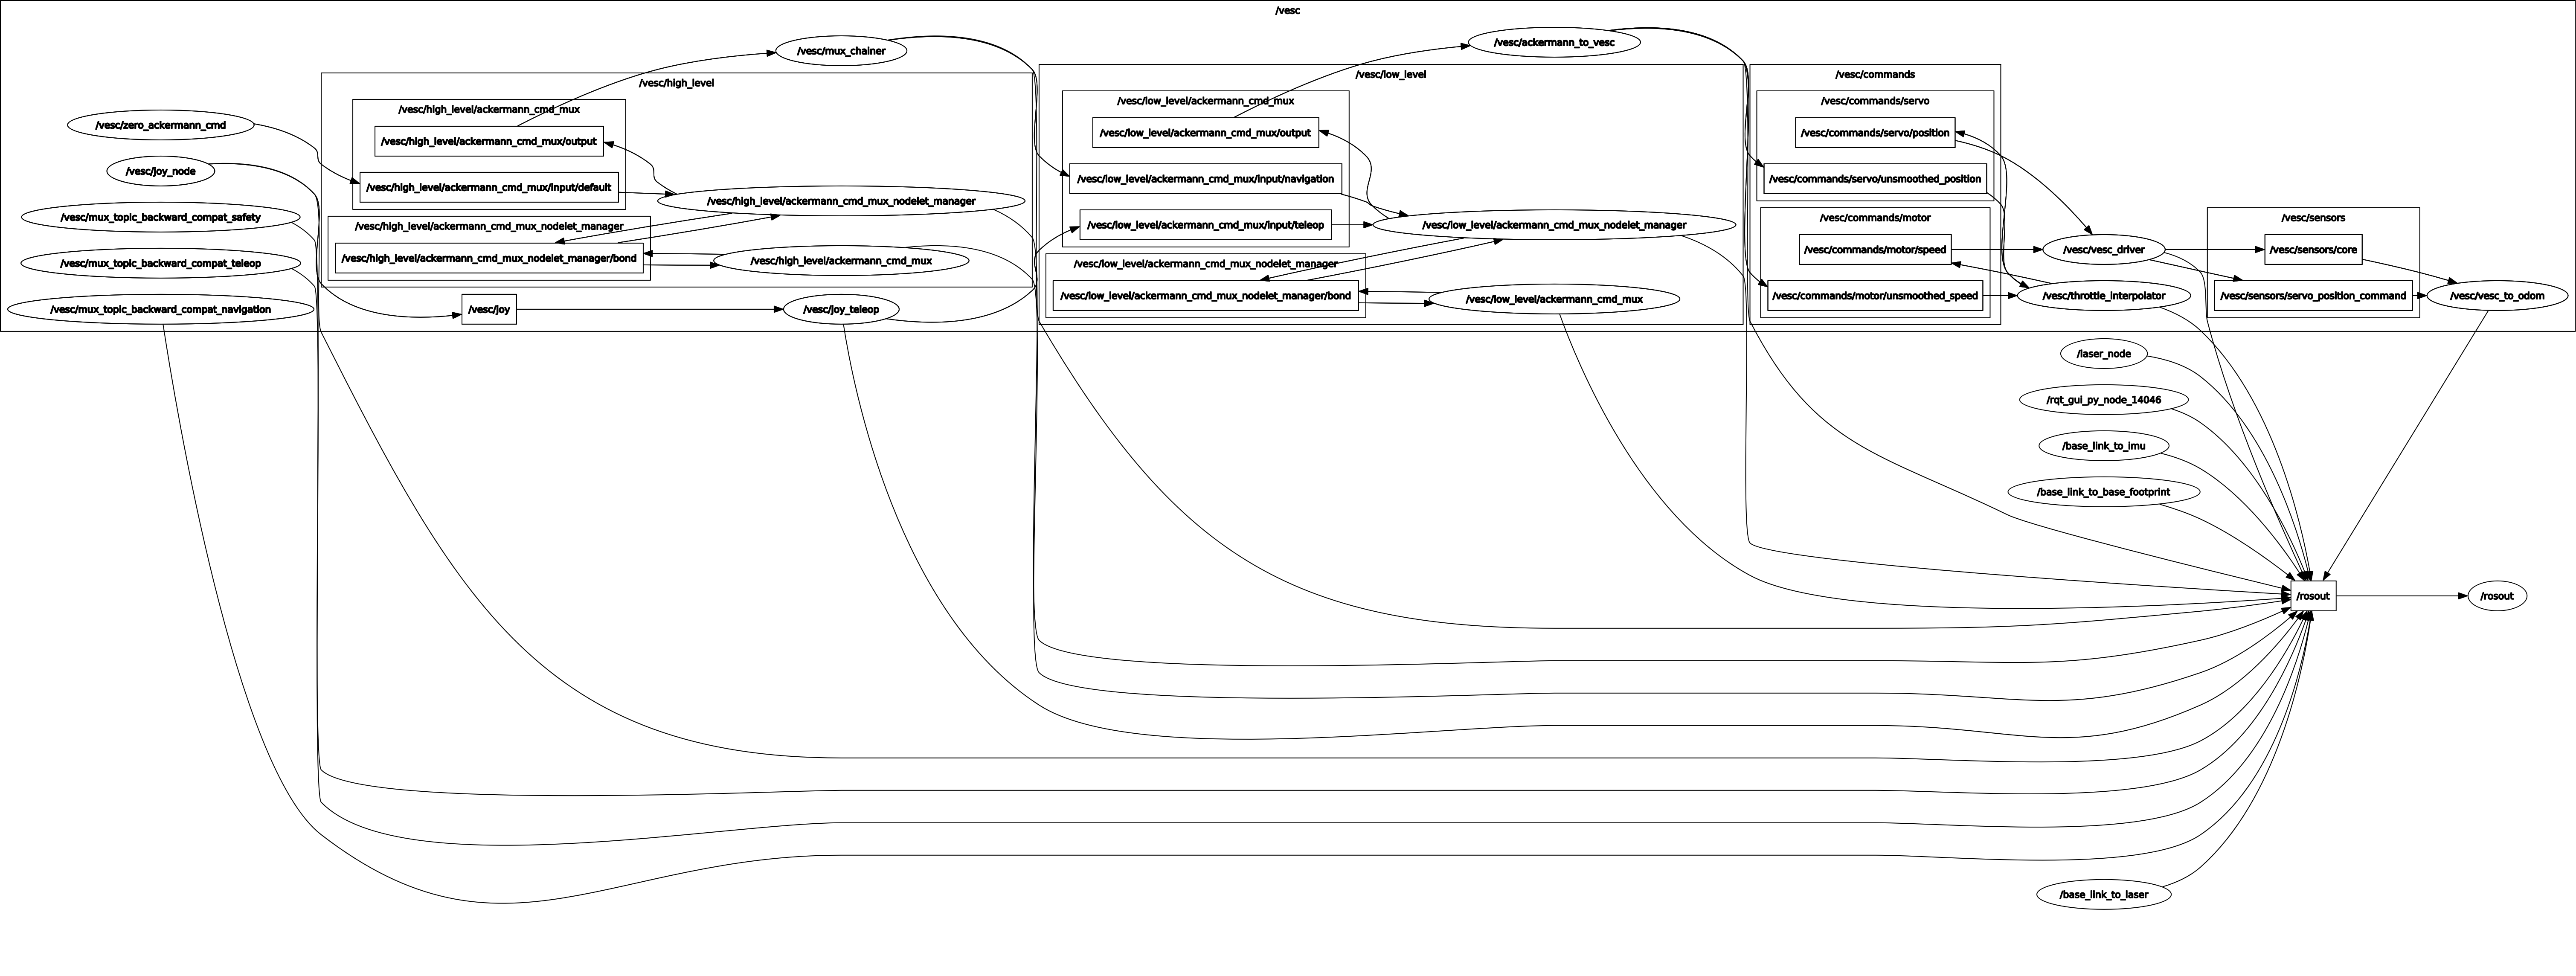 /vesc
/vesc/mux_chainer
/vesc/ackermann_to_vesc
/vesc/high_level
/vesc/low_level
/vesc/commands
/vesc/high_level/ackermann_cmd_mux
/vesc/low_level/ackermann_cmd_mux
/vesc/commands/servo
/vesc/zero_ackermann_cmd
/vesc/high_level/ackermann_cmd_mux/output
/vesc/low_level/ackermann_cmd_mux/output
/vesc/commands/servo/position
/vesc/joy_node
/vesc/high_level/ackermann_cmd_mux/input/default
/vesc/low_level/ackermann_cmd_mux/input/navigation
/vesc/commands/servo/unsmoothed_position
/vesc/high_level/ackermann_cmd_mux_nodelet_manager
/vesc/mux_topic_backward_compat_safety
/vesc/high_level/ackermann_cmd_mux_nodelet_manager
/vesc/low_level/ackermann_cmd_mux/input/teleop
/vesc/low_level/ackermann_cmd_mux_nodelet_manager
/vesc/commands/motor
/vesc/sensors
/vesc/mux_topic_backward_compat_teleop
/vesc/high_level/ackermann_cmd_mux_nodelet_manager/bond
/vesc/high_level/ackermann_cmd_mux
/vesc/low_level/ackermann_cmd_mux_nodelet_manager
/vesc/commands/motor/speed
/vesc/vesc_driver
/vesc/sensors/core
/vesc/mux_topic_backward_compat_navigation
/vesc/joy
/vesc/joy_teleop
/vesc/low_level/ackermann_cmd_mux_nodelet_manager/bond
/vesc/low_level/ackermann_cmd_mux
/vesc/commands/motor/unsmoothed_speed
/vesc/throttle_interpolator
/vesc/sensors/servo_position_command
/vesc/vesc_to_odom
/laser_node
/rqt_gui_py_node_14046
/base_link_to_imu
/base_link_to_base_footprint
/rosout
/rosout
/base_link_to_laser